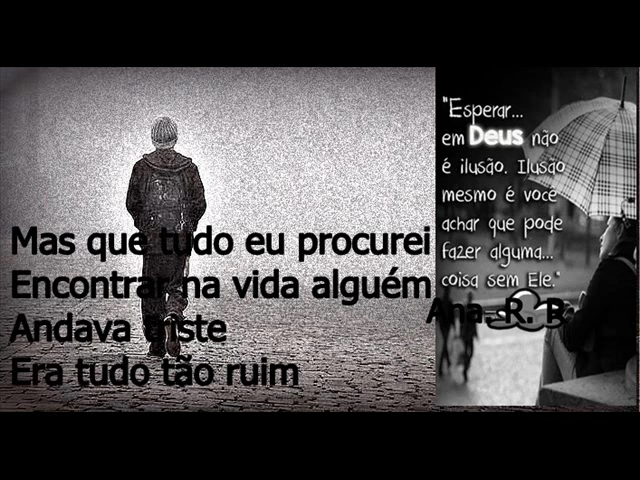 Mas que tudo eu procurei
Encontrar na vida alguém
Andava triste
Era tudo tão ruim
"Esperar...
em Deus não
é ilusão. Ilusão
mesmo é você
achar que pode
fazer alguma...
coisa sem Ele."
Ana. R. B